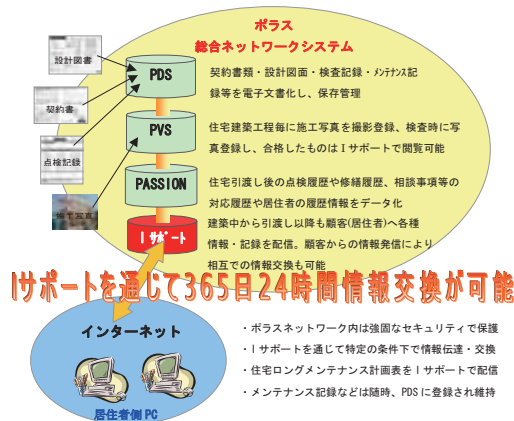 ポラス
総合ネットワークシステム
設計図書
契約書
点検記録
施工写真
PDS
契約書類・設計図面・検査記録・ﾒﾝﾃﾅﾝｽ記
録等を電子文書化し、保存管理
PVS
住宅建築工程毎に施工写真を撮影登録、検査時に写
真登録し、合格したものはＩサポートで閲覧可能
PASSION
住宅引渡し後の点検履歴や修繕履歴、相談事項等の
対応履歴や居住者の履歴情報をデータ化
Ｉｻﾎﾟｰﾄ
建築中から引渡し以降も顧客(居住者)へ各種
情報・記録を配信。顧客からの情報発信により
相互での情報交換も可能
Iサポートを通じて365日24時間情報交換が可能
インターネット
居住者側 PC
・ポラスネットワーク内は強固なセキュリティで保護
・Ｉサポートを通じて特定の条件下で情報伝達・交換
・住宅ロングメンテナンス計画表をＩサポートで配信
・メンテナンス記録などは随時、PDS に登録され維持